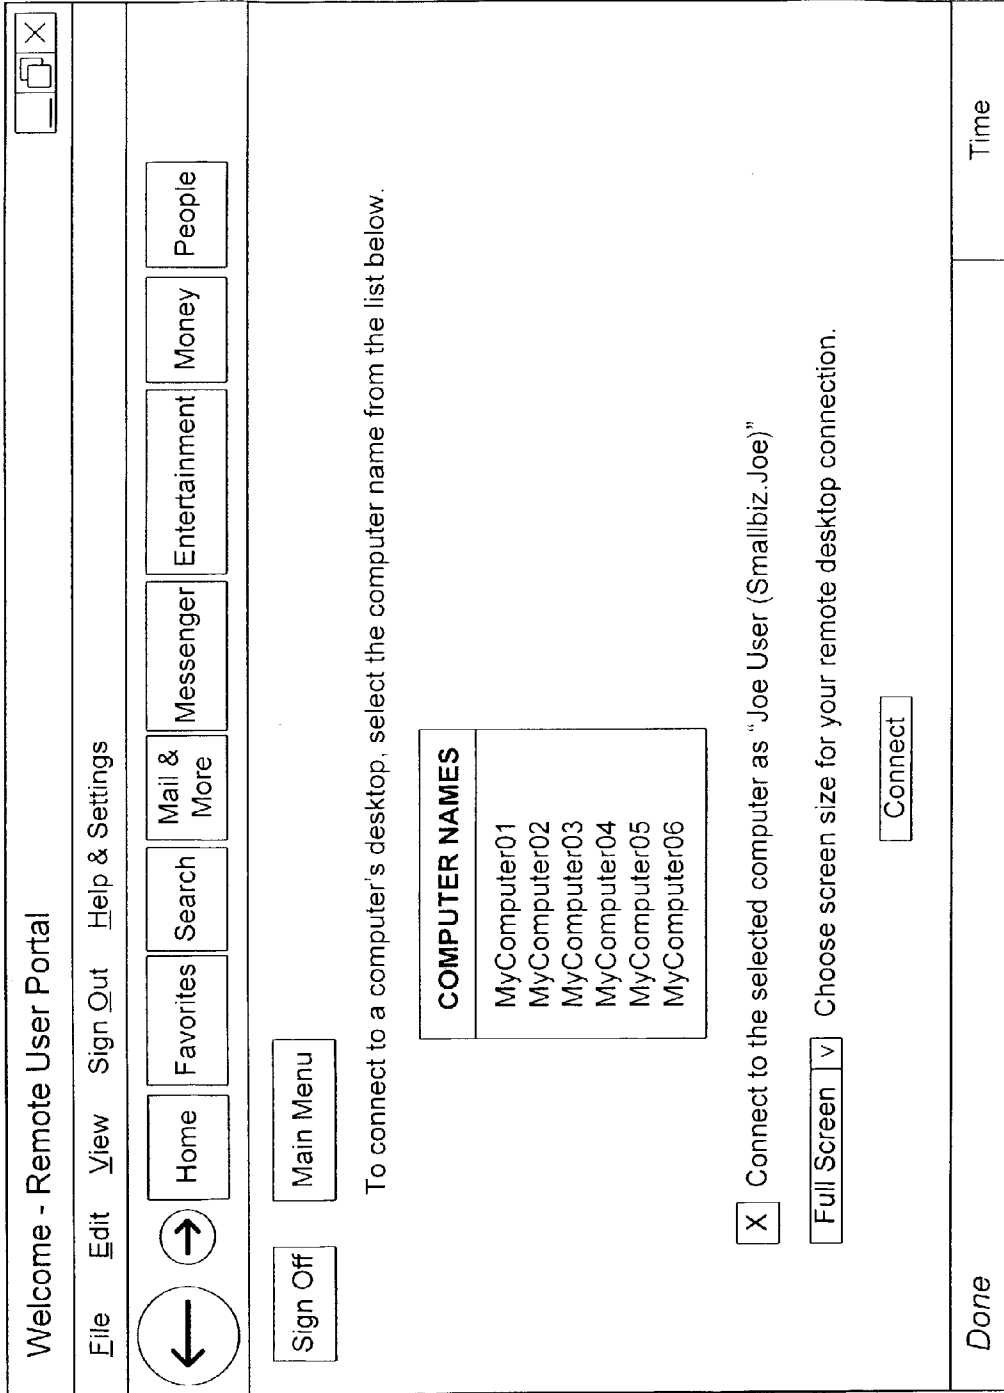 Welcome - Remote User Portal
_ X
File Edit View Sign Out Help & Settings
Home Favorites Search Mail & More Messenger Entertainment Money People
Sign Off Main Menu
To connect to a computer's desktop, select the computer name from the list below.
COMPUTER NAMES
MyComputer01
MyComputer02
MyComputer03
MyComputer04
MyComputer05
MyComputer06
X Connect to the selected computer as "Joe User (Smallbiz.Joe)"
Full Screen v Choose screen size for your remote desktop connection.
Connect
Done Time